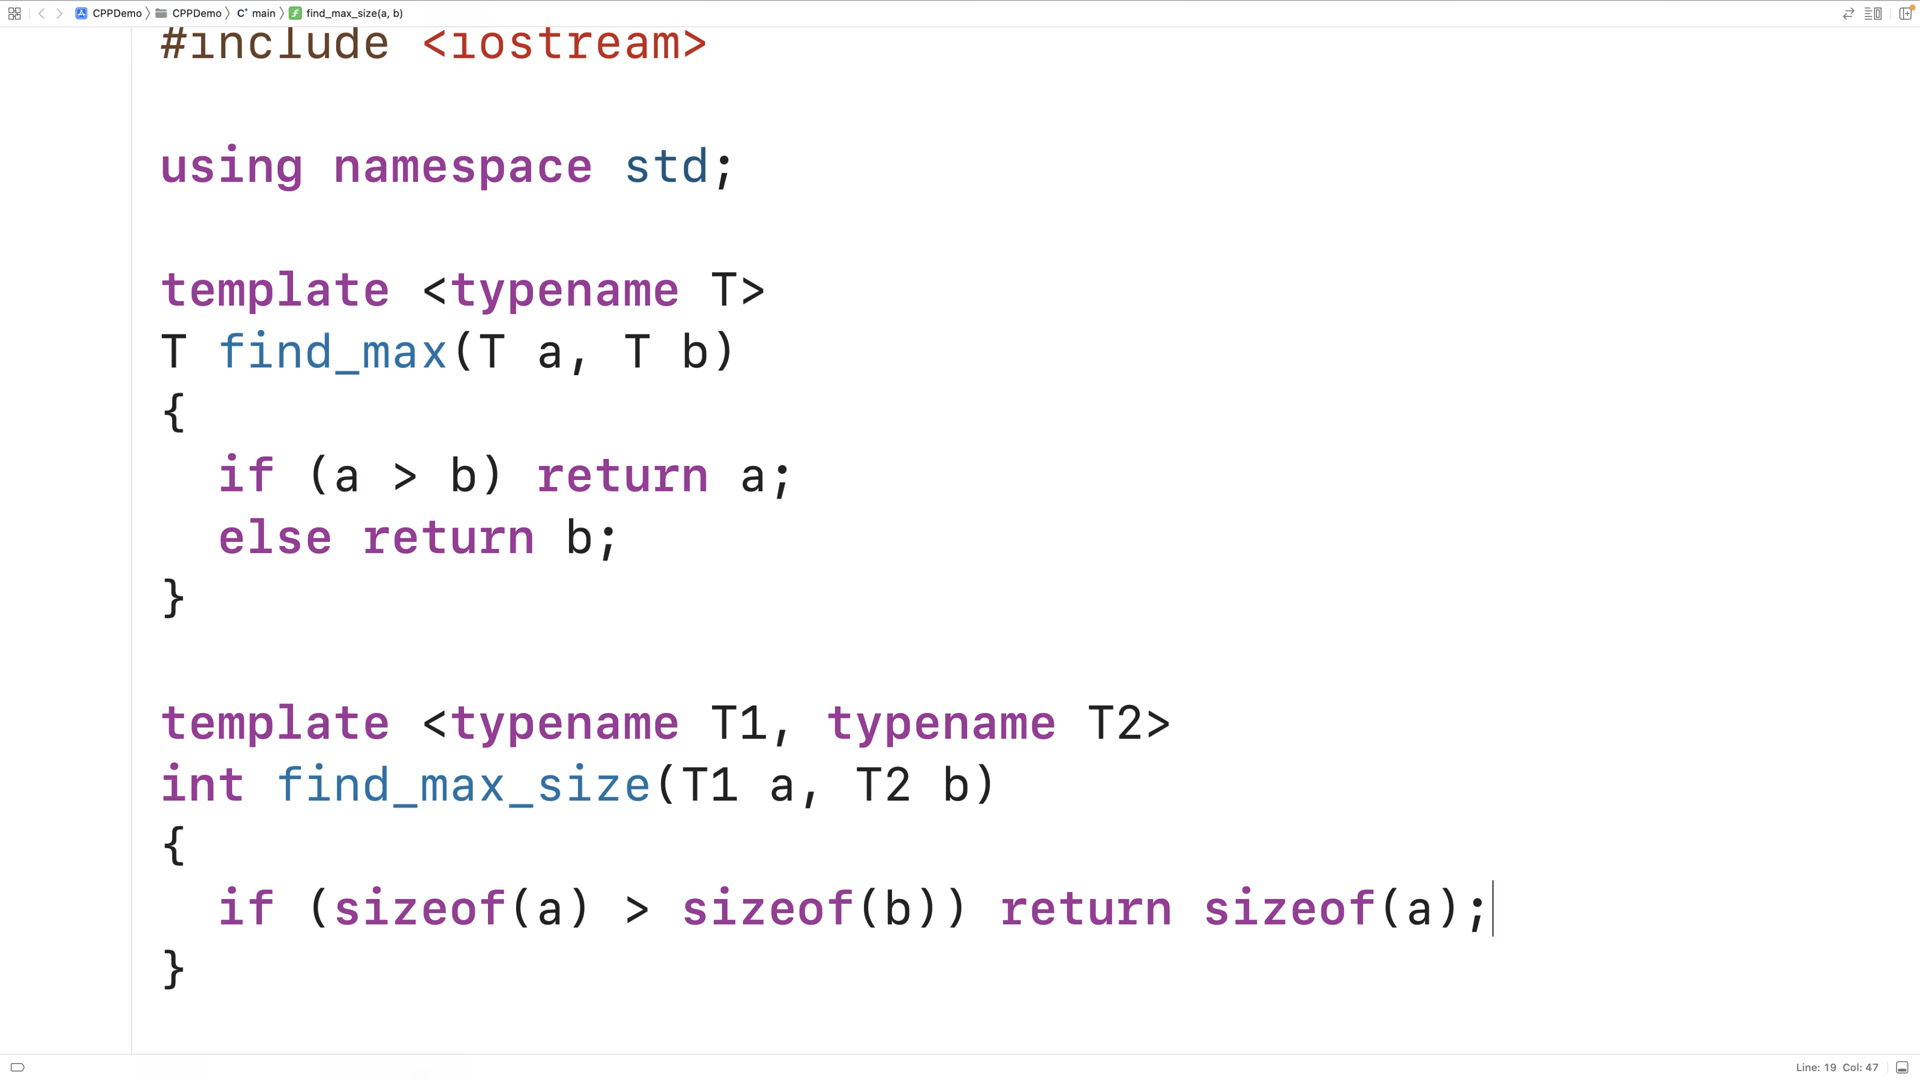 CPPDemo CPPDemo main find_max_size(a, b)
#include <iostream>
using namespace std;
template <typename T>
T find_max(T a, T b)
{
if (a > b) return a;
else return b;
}
template <typename T1, typename T2>
int find_max_size(T1 a, T2 b)
{
if (sizeof(a) > sizeof(b)) return sizeof(a);
}
Line: 19 Col: 47